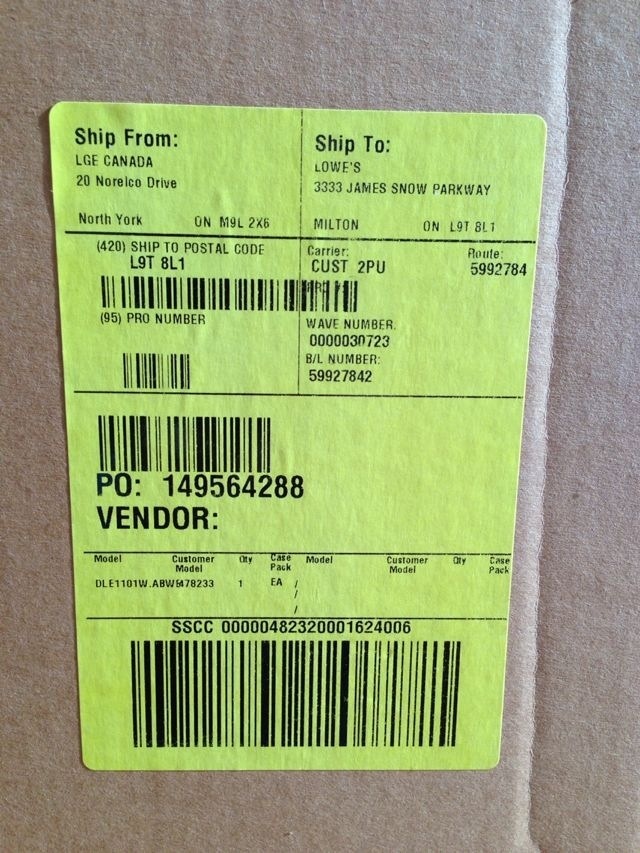 Ship From:
LGE CANADA
20 Norelco Drive
North York ON M9L 2X6
Ship To:
LOWE'S
3333 JAMES SNOW PARKWAY
MILTON ON L9T 8L1
(420) SHIP TO POSTAL CODE
L9T 8L1
Carrier:
CUST 2PU
Route:
5992784
(95) PRO NUMBER
WAVE NUMBER.
0000030723
B/L NUMBER:
59927842
PO: 149564288
VENDOR:
Model Customer Model Qty Case Pack Model Customer Model Qty Case Pack
DLE1101W.ABWE478233 1 EA /
/
/
SSCC 00000482320001624006